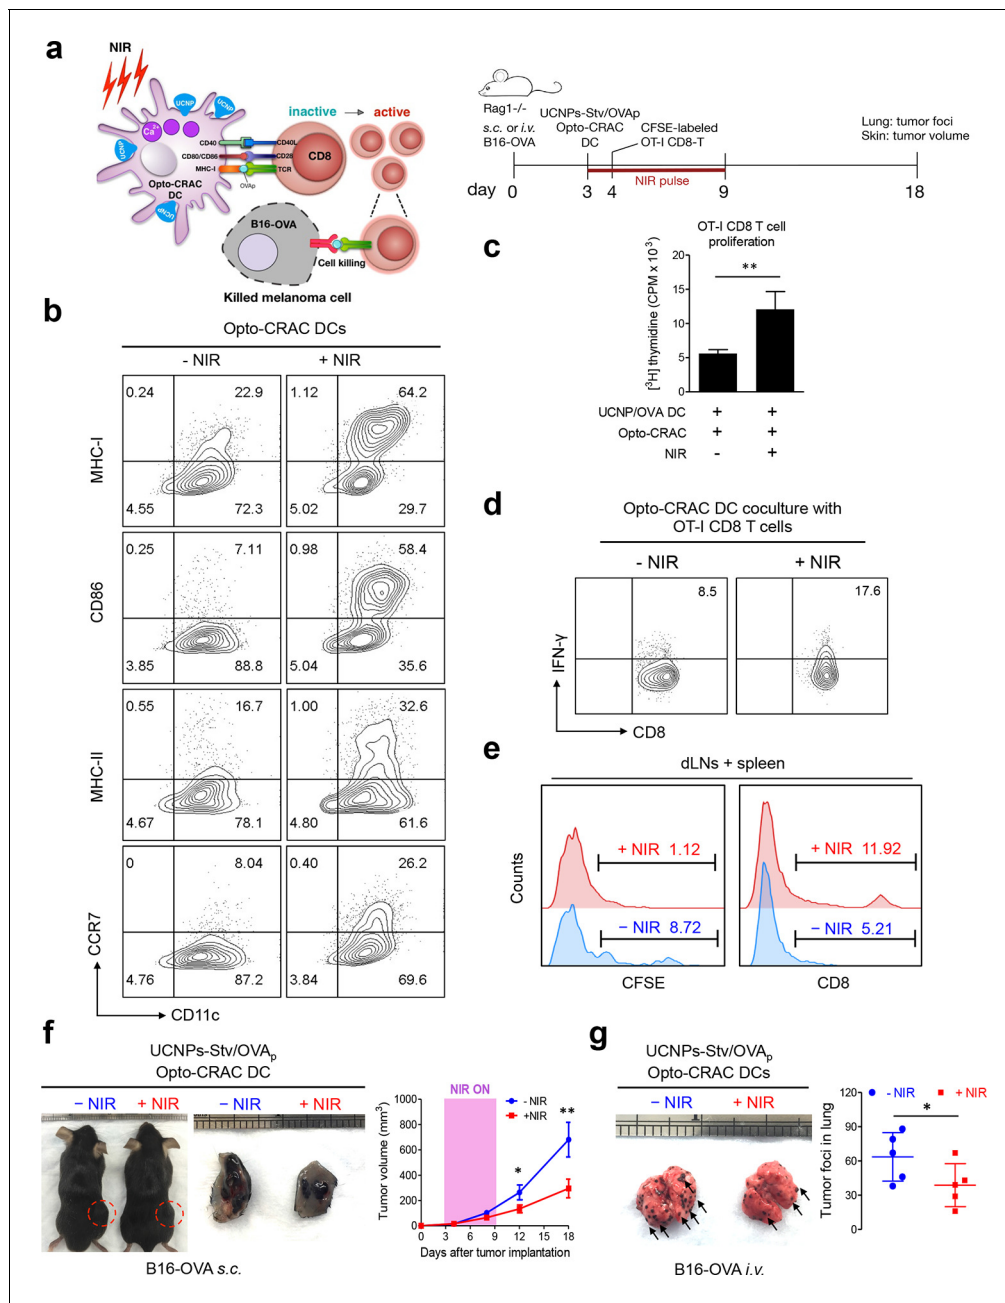 a
NIR
UCNP
UCNP
UCNP
UCNP
Ca2+
Opto-CRAC
DC
CD40
CD40L
CD80/CD86
CD28
MHC-I
TCR
OVAp
inactive → active
CD8
B16-OVA
Cell killing
Killed melanoma cell
Rag1-/-
s.c. or i.v.
B16-OVA
UCNPs-Stv/OVAp
Opto-CRAC
DC
CFSE-labeled
OT-I CD8-T
Lung: tumor foci
Skin: tumor volume
NIR pulse
day 0 3 4 9 18
b
Opto-CRAC DCs
- NIR + NIR
0.24 22.9 1.12 64.2
MHC-I
4.55 72.3 5.02 29.7
0.25 7.11 0.98 58.4
CD86
3.85 88.8 5.04 35.6
0.55 16.7 1.00 32.6
MHC-II
4.67 78.1 4.80 61.6
0 8.04 0.40 26.2
CCR7
4.76 87.2 3.84 69.6
CD11c
c
OT-I CD8 T cell
proliferation
**
[3H] thymidine (CPM x 10³)
20
15
10
5
0
UCNP/OVA DC + +
Opto-CRAC + +
NIR - +
d
Opto-CRAC DC coculture with
OT-I CD8 T cells
- NIR + NIR
8.5 17.6
IFN-γ
CD8
e
dLNs + spleen
Counts
+ NIR 1.12
− NIR 8.72
CFSE
+ NIR 11.92
− NIR 5.21
CD8
f
UCNPs-Stv/OVAp
Opto-CRAC DC
− NIR + NIR − NIR + NIR
B16-OVA s.c.
Tumor volume (mm³)
1000
800
600
400
200
0
NIR ON
- NIR
+NIR
*
**
0 3 6 9 12 15 18
Days after tumor implantation
g
UCNPs-Stv/OVAp
Opto-CRAC DCs
− NIR + NIR
B16-OVA i.v.
- NIR + NIR
*
Tumor foci in lung
120
90
60
30
0